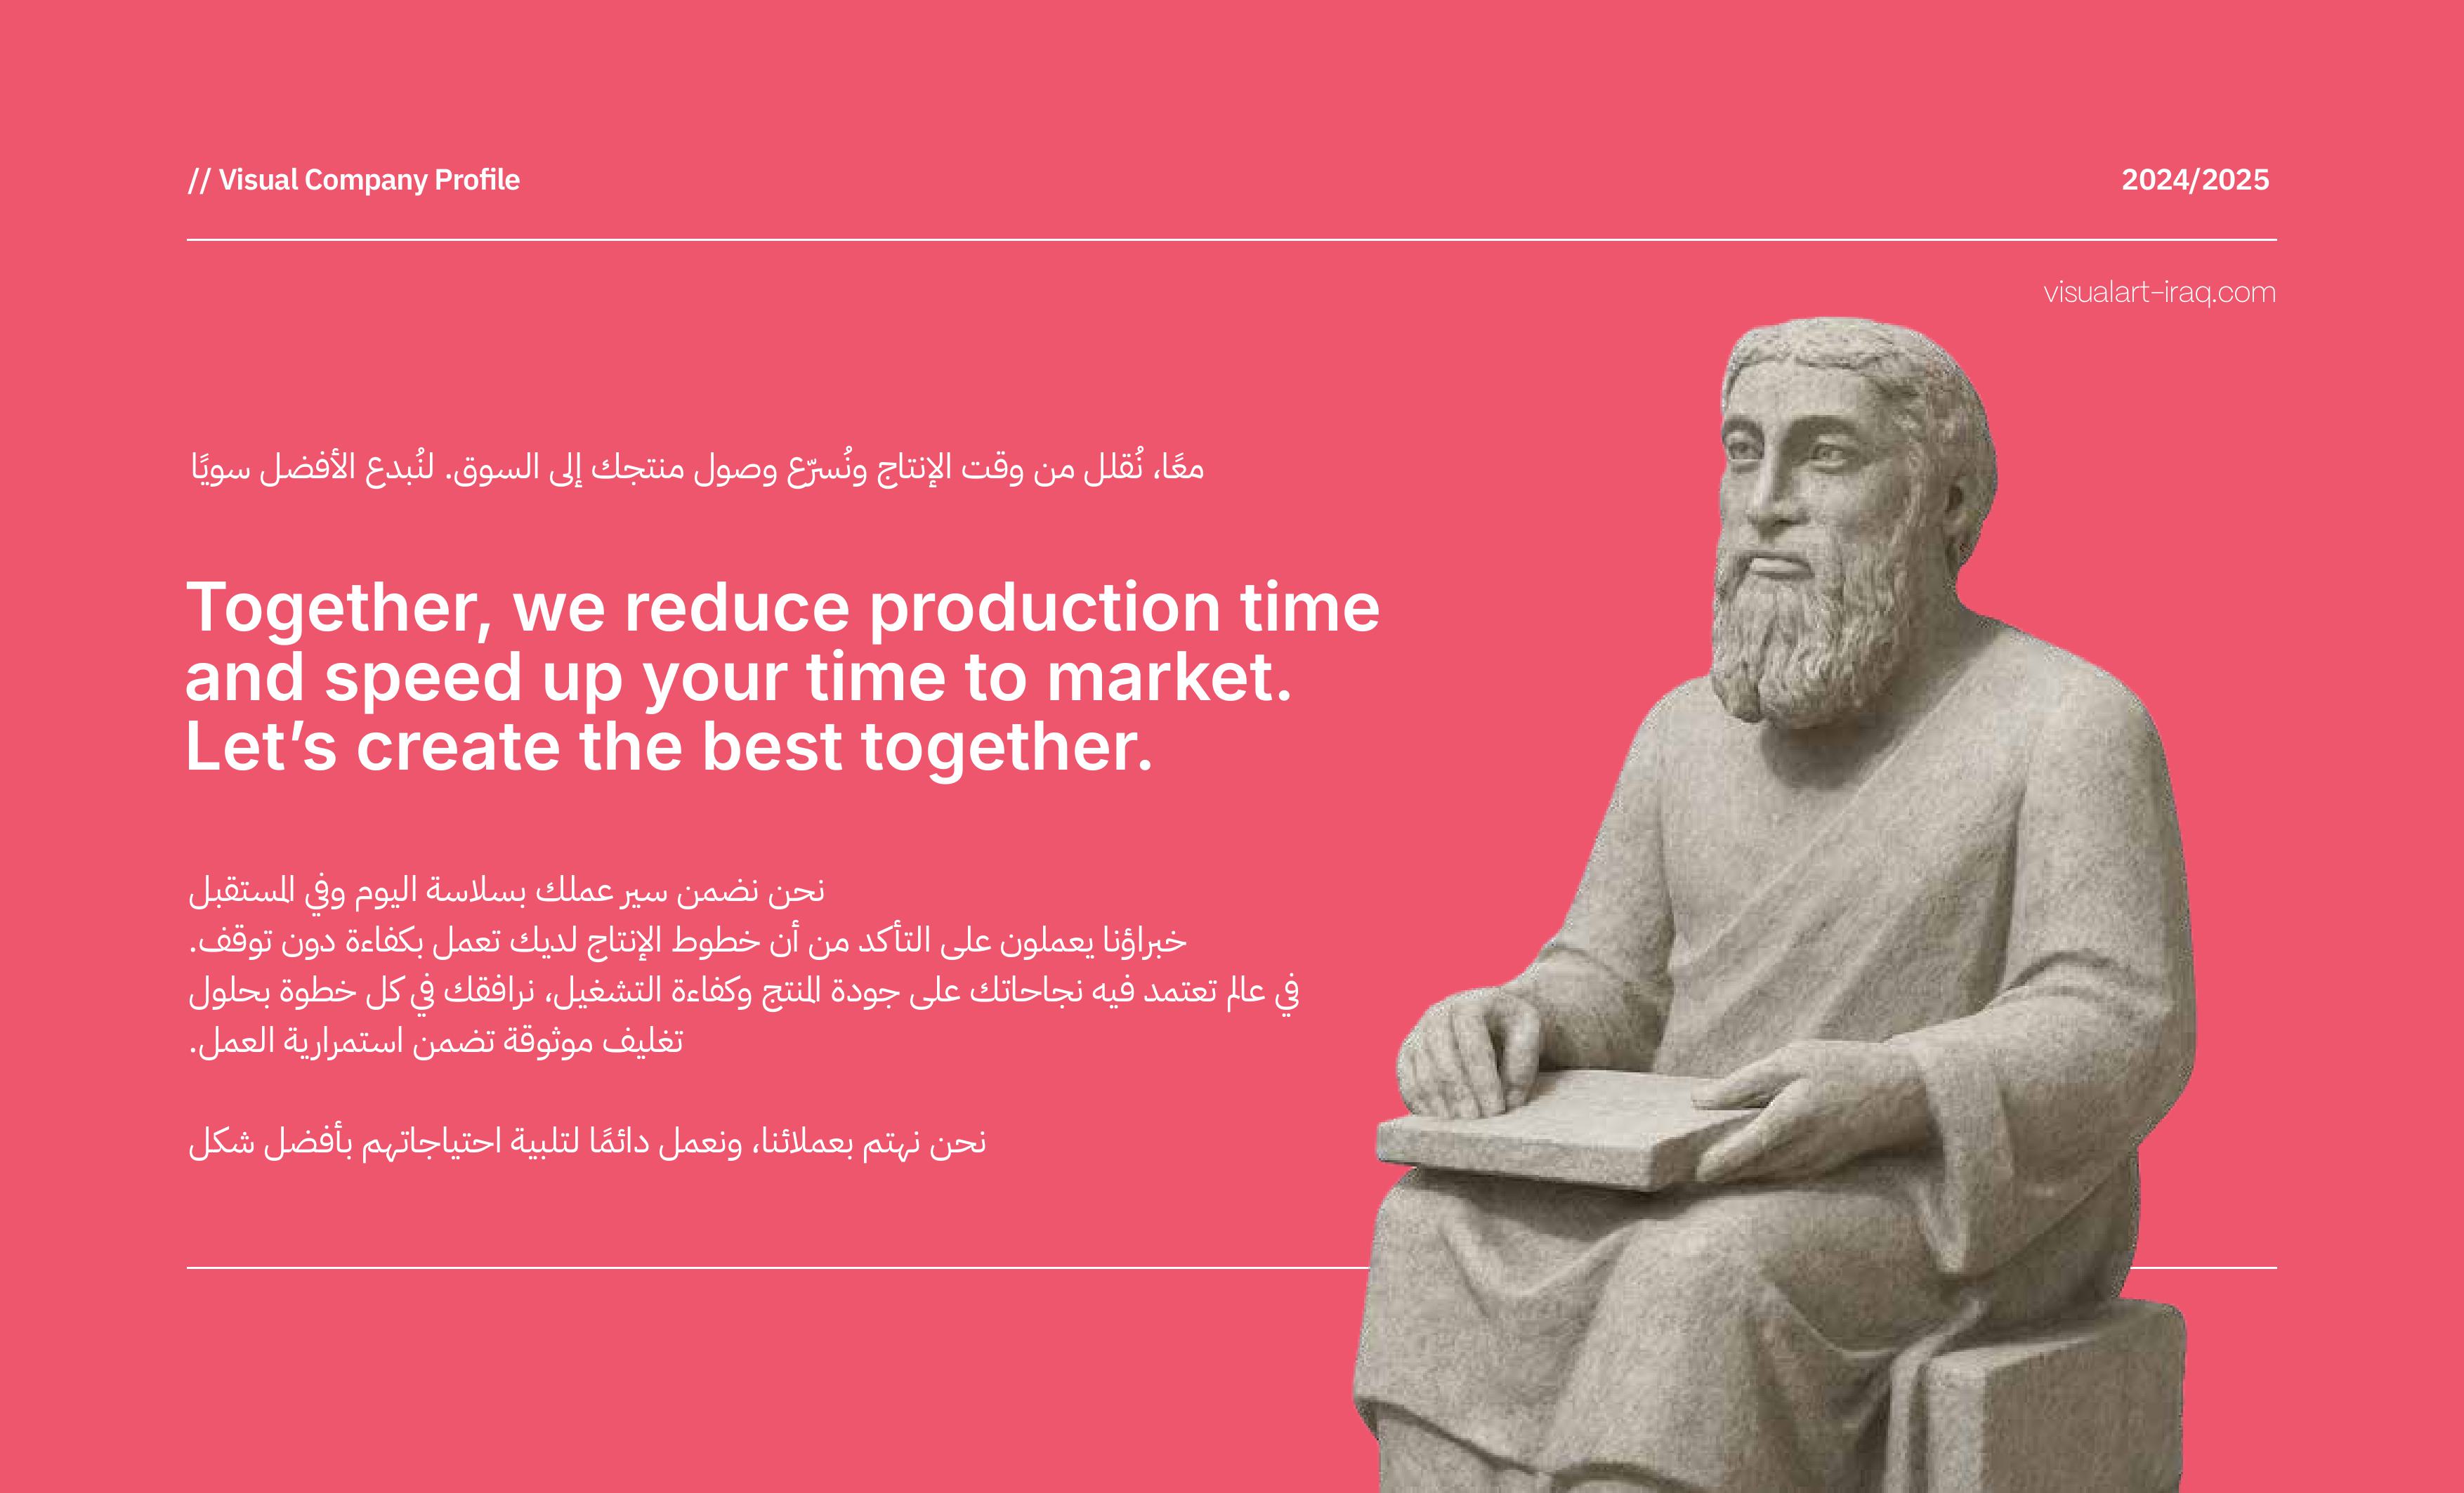 // Visual Company Profile
2024/2025
visualart-iraq.com
معًا، نُقلل من وقت الإنتاج ونُسرّع وصول منتجك إلى السوق. لنُبدع الأفضل سويًا
Together, we reduce production time
and speed up your time to market.
Let’s create the best together.
نحن نضمن سير عملك بسلاسة اليوم وفي المستقبل
خبراؤنا يعملون على التأكد من أن خطوط الإنتاج لديك تعمل بكفاءة دون توقف.
في عالم تعتمد فيه نجاحاتك على جودة المنتج وكفاءة التشغيل، نرافقك في كل خطوة بحلول
تغليف موثوقة تضمن استمرارية العمل.
نحن نهتم بعملائنا، ونعمل دائمًا لتلبية احتياجاتهم بأفضل شكل